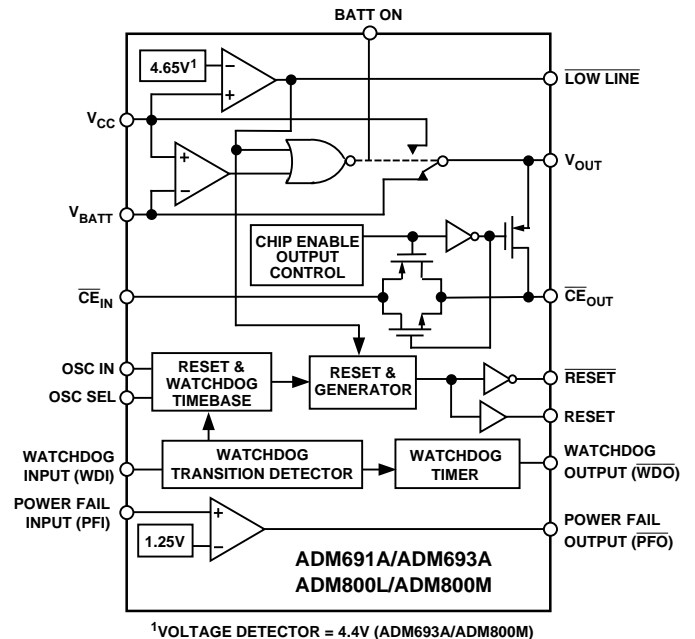 BATT ON
4.65V¹
LOW LINE
VCC
VOUT
VBATT
CHIP ENABLE
OUTPUT
CONTROL
CEIN
CEOUT
OSC IN
OSC SEL
RESET &
WATCHDOG
TIMEBASE
RESET &
GENERATOR
RESET
RESET
WATCHDOG
INPUT (WDI)
WATCHDOG
TRANSITION DETECTOR
WATCHDOG
TIMER
WATCHDOG
OUTPUT (WDO)
POWER FAIL
INPUT (PFI)
1.25V
POWER FAIL
OUTPUT (PFO)
ADM691A/ADM693A
ADM800L/ADM800M
¹VOLTAGE DETECTOR = 4.4V (ADM693A/ADM800M)